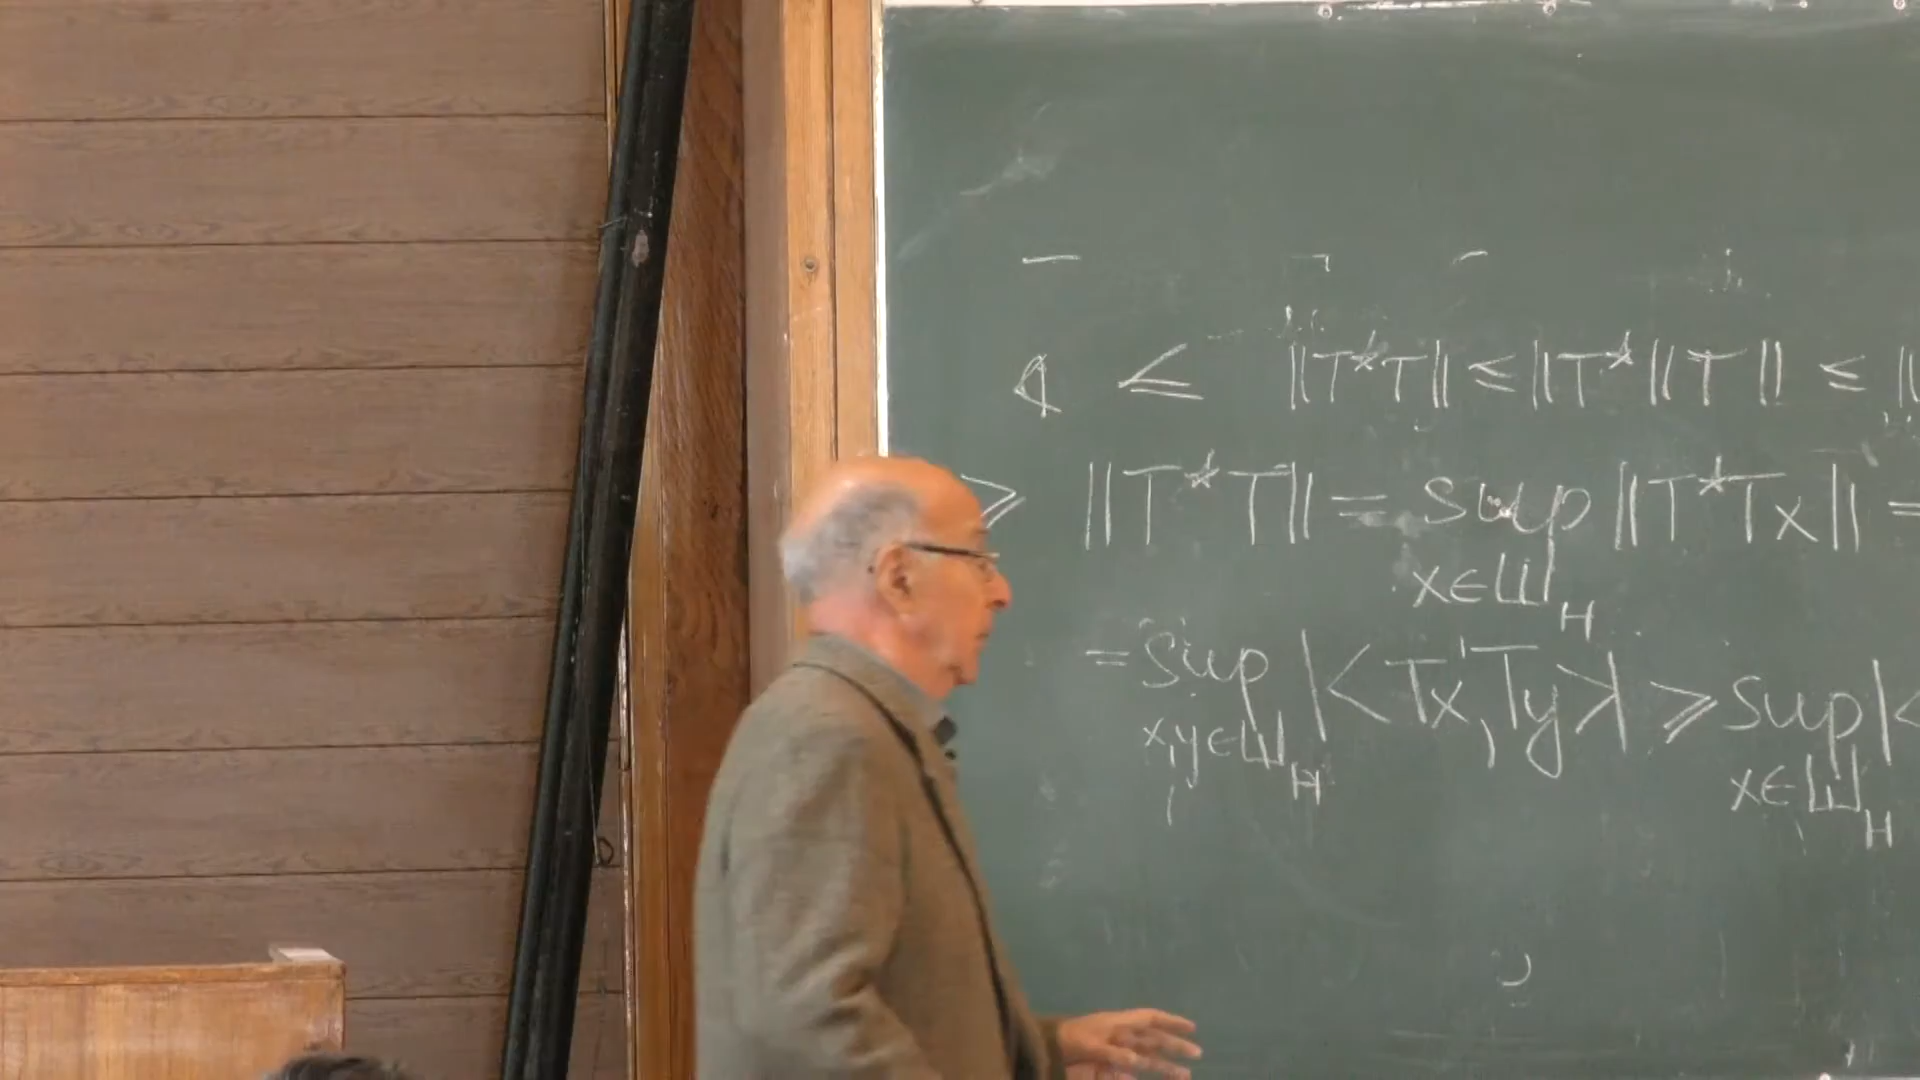 ≤ ||T*T|| ≤ ||T*||T|| ≤ ||
> ||T*T|| = sup ||T*Tx|| =
x∈Ш_H
= sup |<Tx, Ty>| ≥ sup |<
x,y∈Ш_H x∈Ш_H